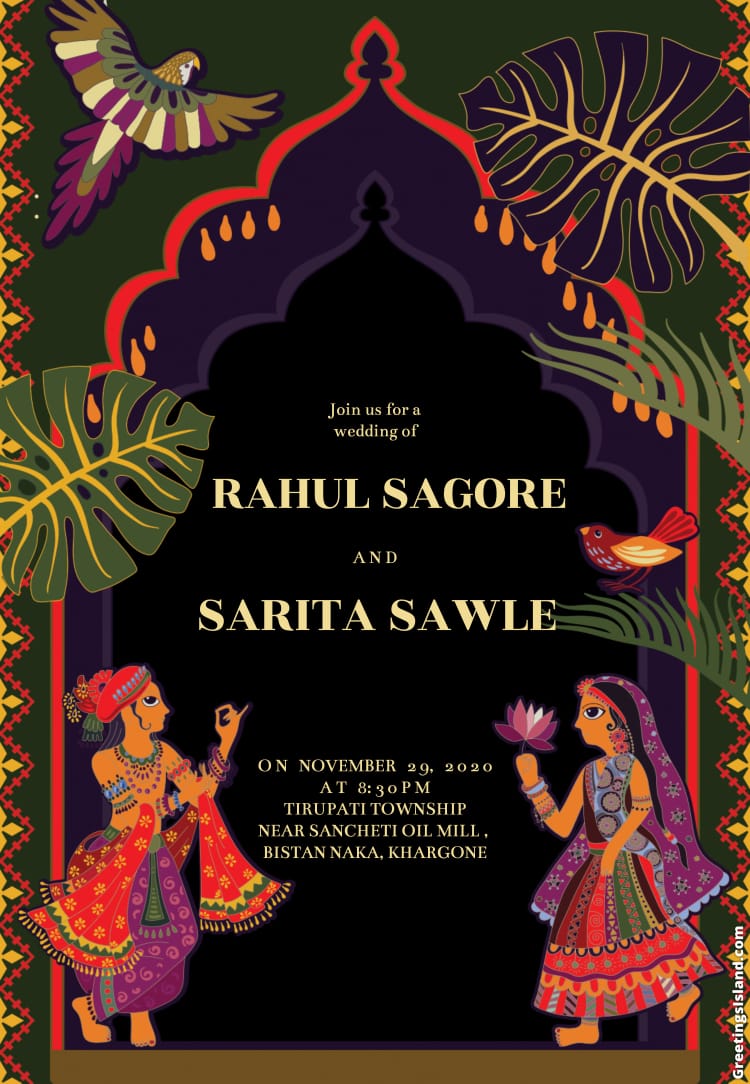 Join us for a
wedding of
RAHUL SAGORE
AND
SARITA SAWLE
ON NOVEMBER 29, 2020
AT 8:30PM
TIRUPATI TOWNSHIP
NEAR SANCHETI OIL MILL ,
BISTAN NAKA, KHARGONE
GreetingsIsland.com